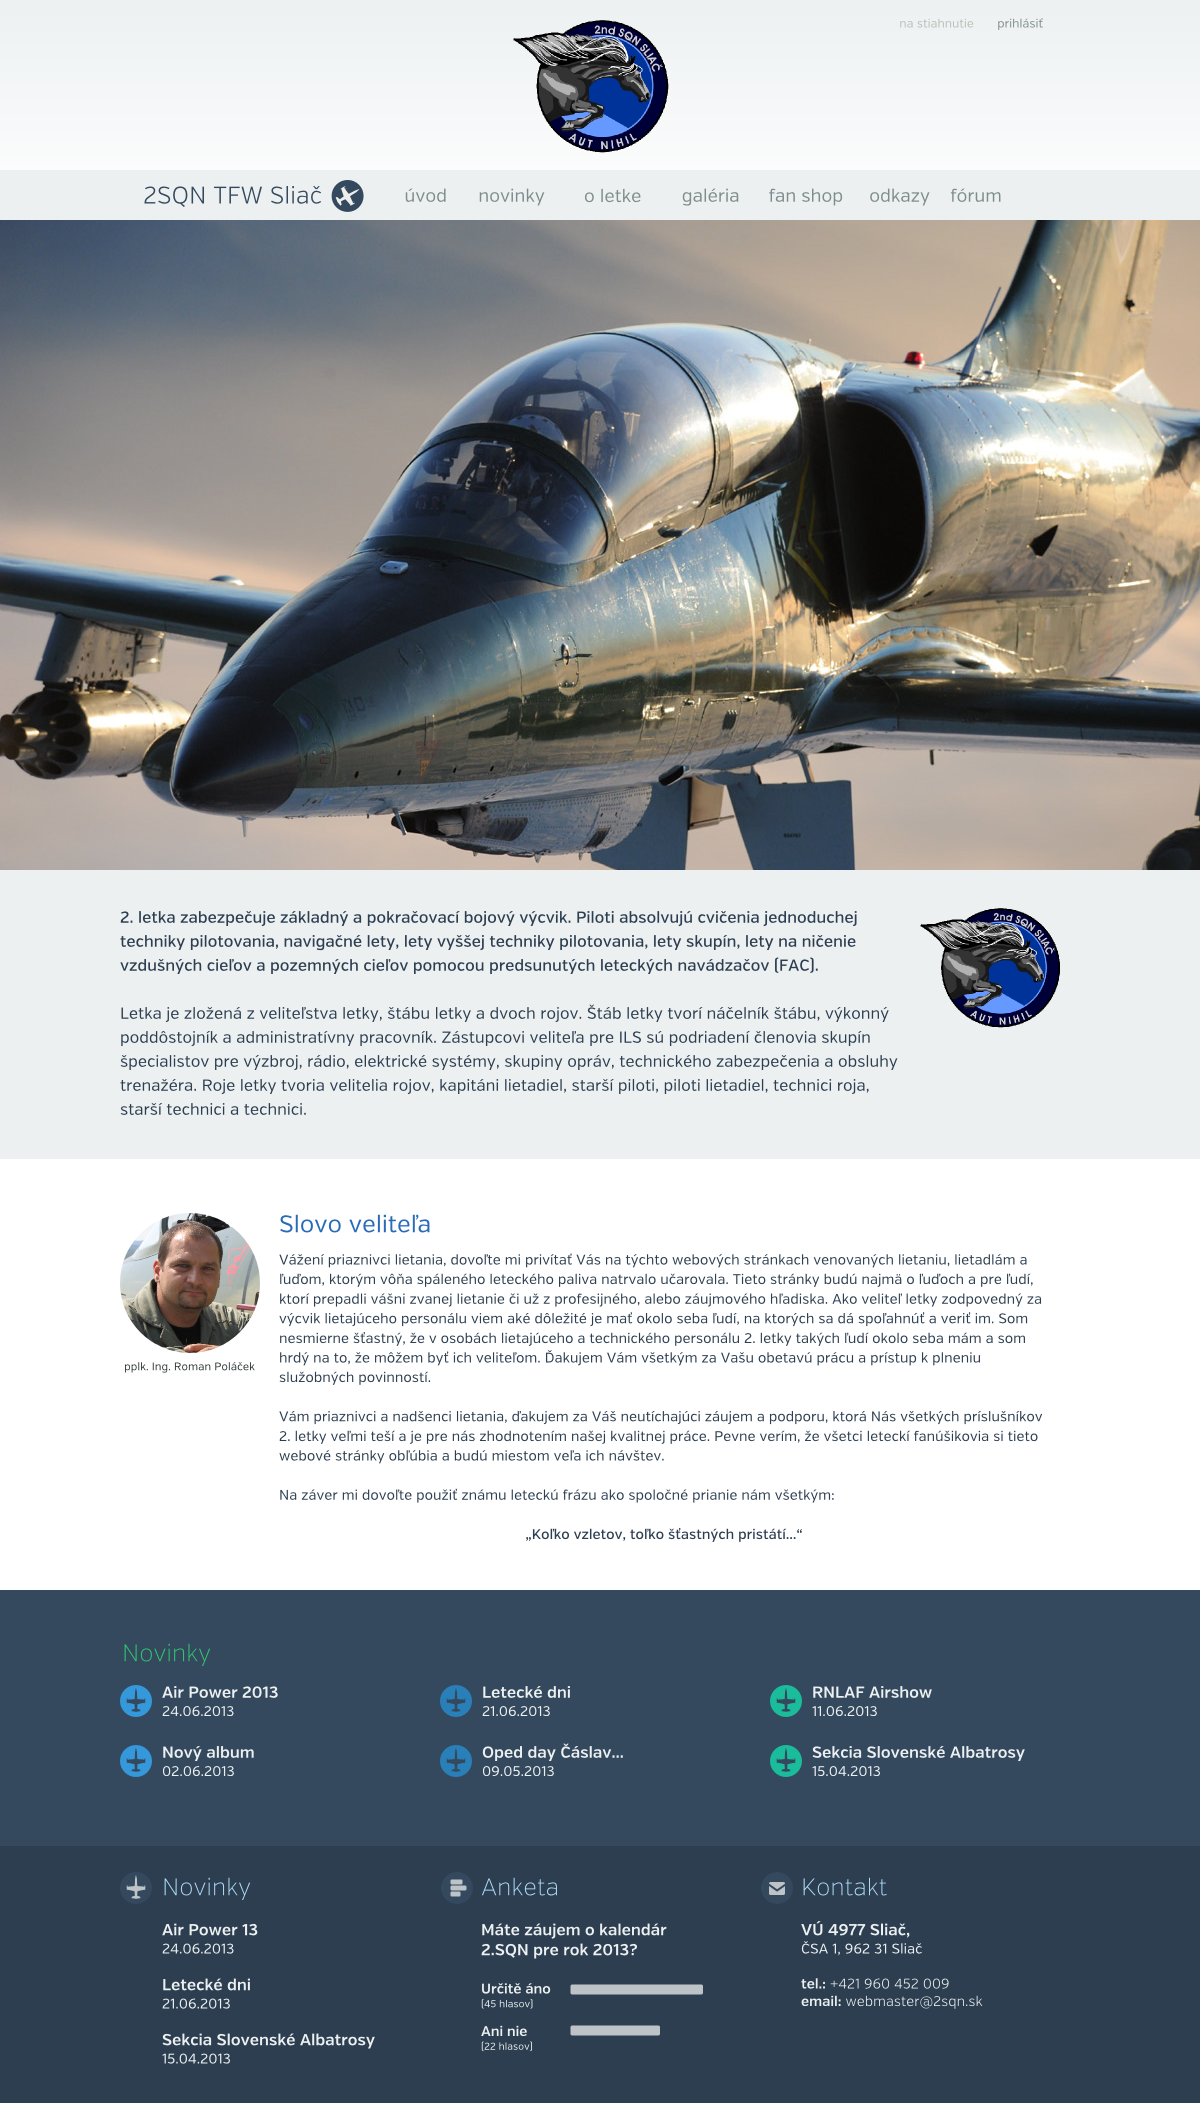 na stiahnutie prihlásiť
2nd SQN SLIAČ
AUT NIHIL
2SQN TFW Sliač úvod novinky o letke galéria fan shop odkazy fórum
2. letka zabezpečuje základný a pokračovací bojový výcvik. Piloti absolvujú cvičenia jednoduchej
techniky pilotovania, navigačné lety, lety vyššej techniky pilotovania, lety skupín, lety na ničenie
vzdušných cieľov a pozemných cieľov pomocou predsunutých leteckých navádzačov (FAC).
2nd SQN SLIAČ
AUT NIHIL
Letka je zložená z veliteľstva letky, štábu letky a dvoch rojov. Štáb letky tvorí náčelník štábu, výkonný
poddôstojník a administratívny pracovník. Zástupcovi veliteľa pre ILS sú podriadení členovia skupín
špecialistov pre výzbroj, rádio, elektrické systémy, skupiny opráv, technického zabezpečenia a obsluhy
trenažéra. Roje letky tvoria velitelia rojov, kapitáni lietadiel, starší piloti, piloti lietadiel, technici roja,
starší technici a technici.
Slovo veliteľa
Vážení priaznivci lietania, dovoľte mi privítať Vás na týchto webových stránkach venovaných lietaniu, lietadlám a
ľuďom, ktorým vôňa spáleného leteckého paliva natrvalo učarovala. Tieto stránky budú najmä o ľuďoch a pre ľudí,
ktorí prepadli vášni zvanej lietanie či už z profesijného, alebo záujmového hľadiska. Ako veliteľ letky zodpovedný za
výcvik lietajúceho personálu viem aké dôležité je mať okolo seba ľudí, na ktorých sa dá spoľahnúť a veriť im. Som
nesmierne šťastný, že v osobách lietajúceho a technického personálu 2. letky takých ľudí okolo seba mám a som
hrdý na to, že môžem byť ich veliteľom. Ďakujem Vám všetkým za Vašu obetavú prácu a prístup k plneniu
služobných povinností.
pplk. Ing. Roman Poláček
Vám priaznivci a nadšenci lietania, ďakujem za Váš neutíchajúci záujem a podporu, ktorá Nás všetkých príslušníkov
2. letky veľmi teší a je pre nás zhodnotením našej kvalitnej práce. Pevne verím, že všetci leteckí fanúšikovia si tieto
webové stránky obľúbia a budú miestom veľa ich návštev.
Na záver mi dovoľte použiť známu leteckú frázu ako spoločné prianie nám všetkým:
„Koľko vzletov, toľko šťastných pristátí...“
Novinky
Air Power 2013
24.06.2013
Letecké dni
21.06.2013
RNLAF Airshow
11.06.2013
Nový album
02.06.2013
Oped day Čáslav...
09.05.2013
Sekcia Slovenské Albatrosy
15.04.2013
Novinky
Air Power 13
24.06.2013
Letecké dni
21.06.2013
Sekcia Slovenské Albatrosy
15.04.2013
Anketa
Máte záujem o kalendár
2.SQN pre rok 2013?
Určitě áno
(45 hlasov)
Ani nie
(22 hlasov)
Kontakt
VÚ 4977 Sliač,
ČSA 1, 962 31 Sliač
tel.: +421 960 452 009
email: webmaster@2sqn.sk